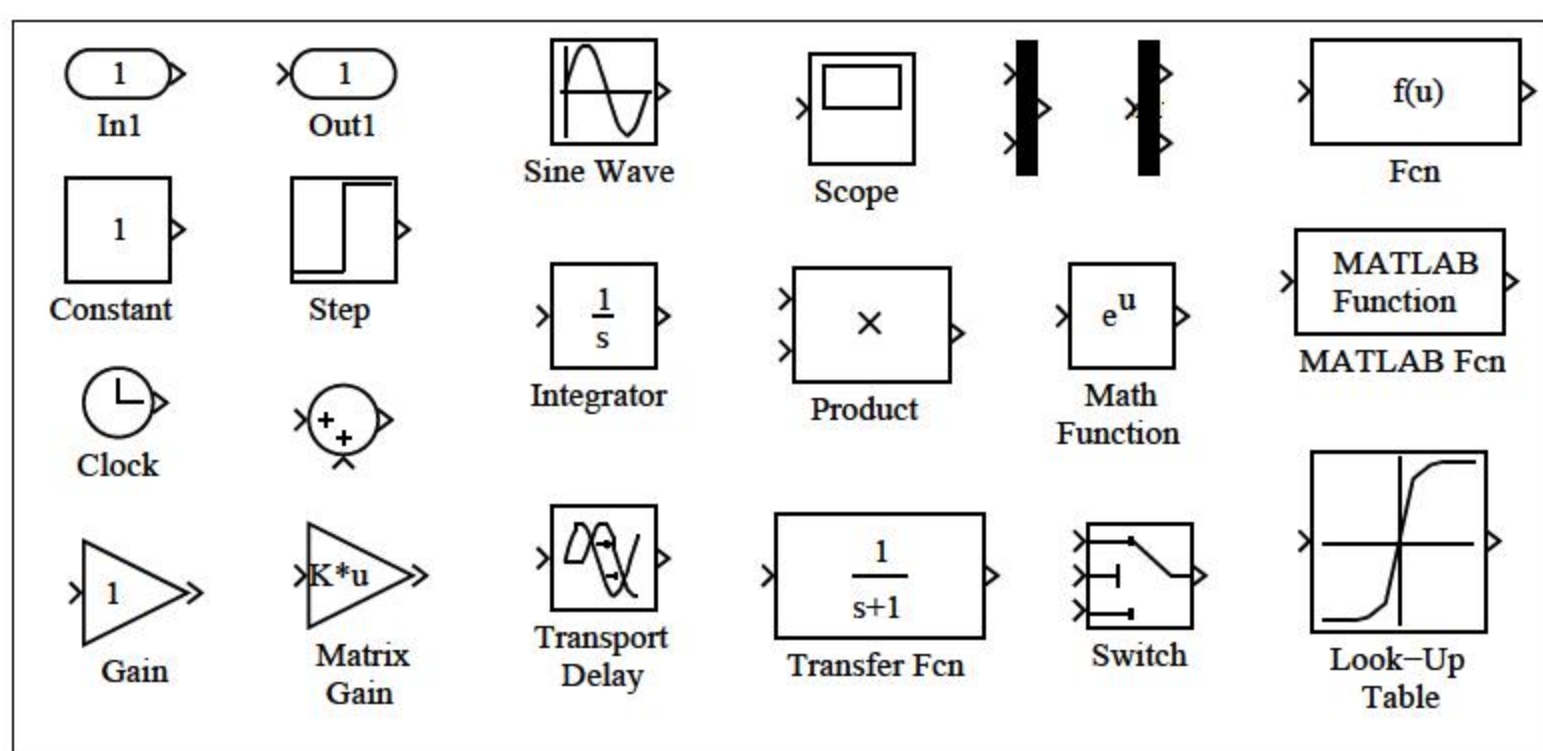 1
In1
1
Out1
Sine Wave
Scope
f(u)
Fcn
1
Constant
Step
1
s
Integrator
×
Product
e^u
Math
Function
MATLAB
Function
MATLAB Fcn
Clock
+
+
1
Gain
K*u
Matrix
Gain
Transport
Delay
1
s+1
Transfer Fcn
Switch
Look−Up
Table